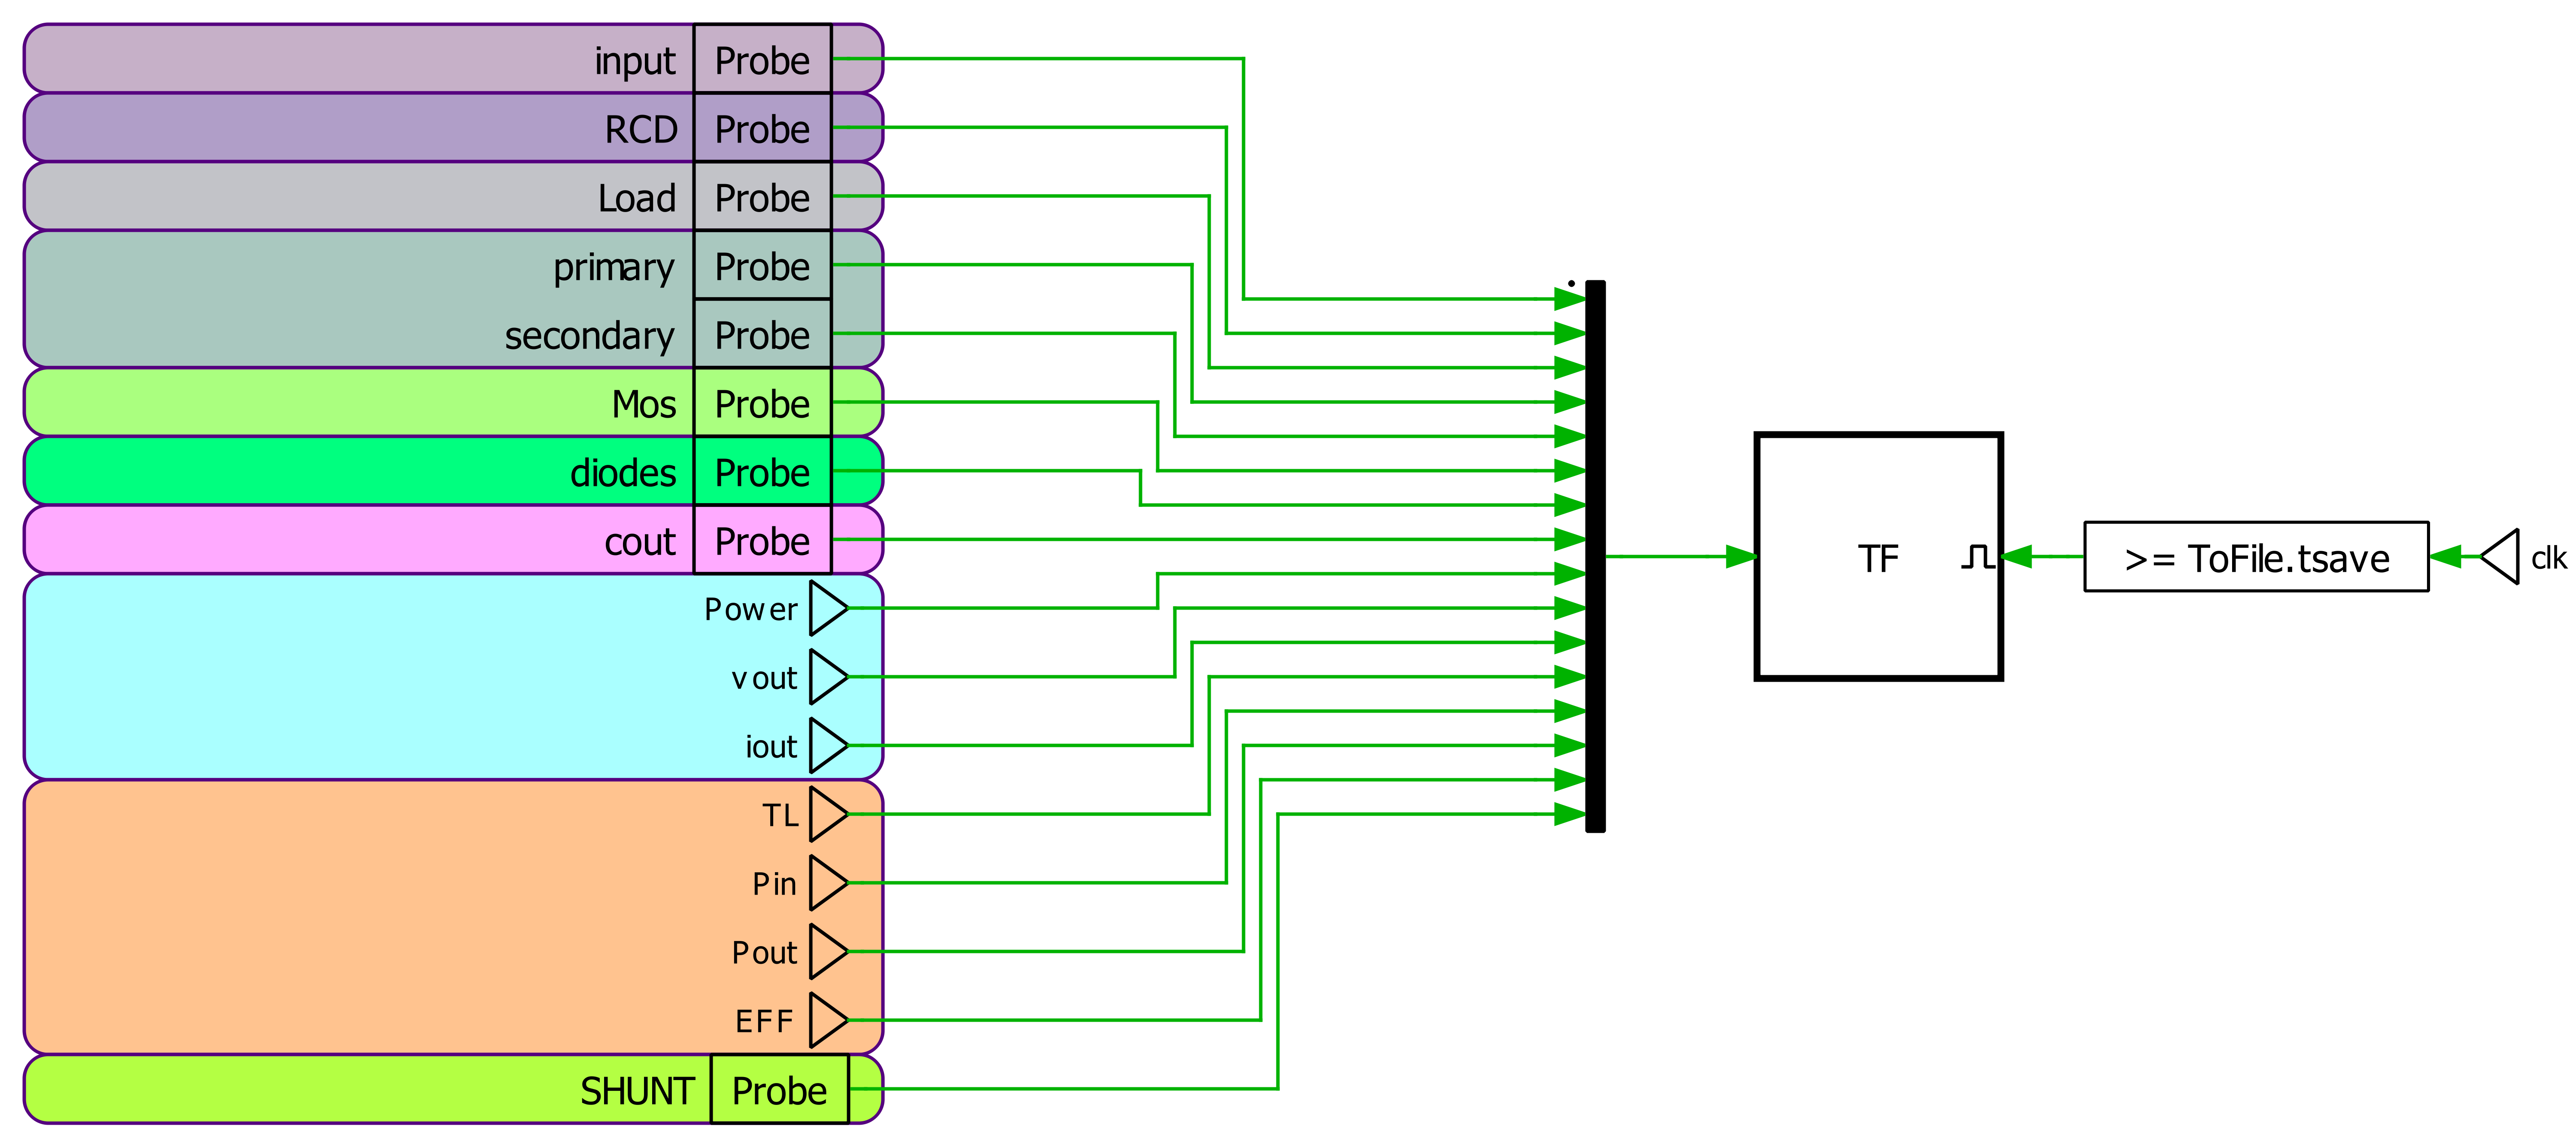 input Probe
RCD Probe
Load Probe
primary Probe
secondary Probe
Mos Probe
diodes Probe
cout Probe
Power
vout
iout
TL
Pin
Pout
EFF
SHUNT Probe
TF
>= ToFile.tsave
clk